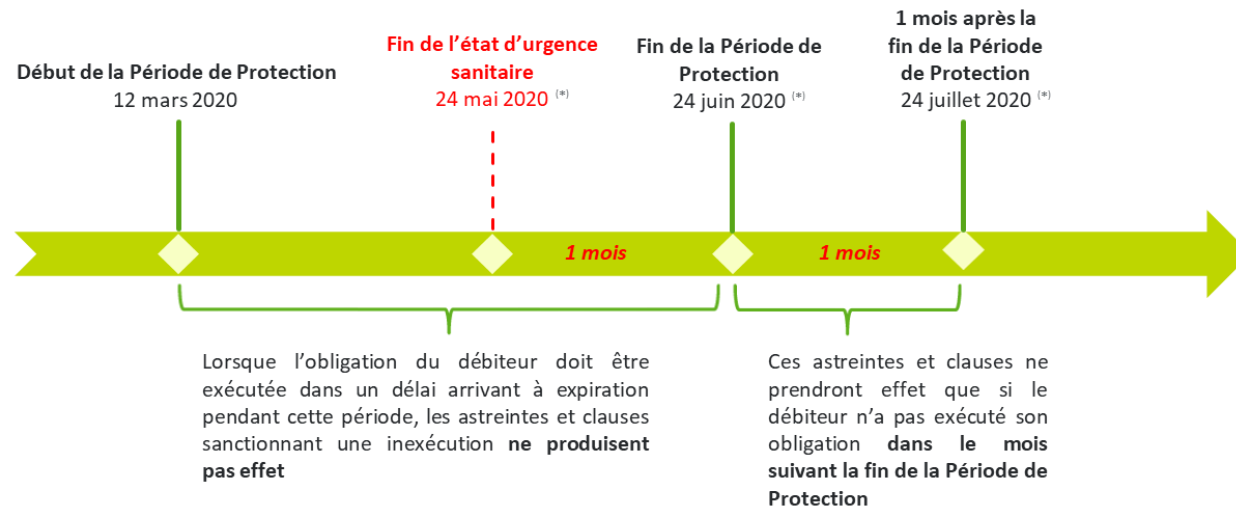 Début de la Période de Protection
12 mars 2020
Fin de l’état d’urgence
sanitaire
24 mai 2020 (*)
Fin de la Période de
Protection
24 juin 2020 (*)
1 mois après la
fin de la Période
de Protection
24 juillet 2020 (*)
1 mois
1 mois
Lorsque l’obligation du débiteur doit être
exécutée dans un délai arrivant à expiration
pendant cette période, les astreintes et clauses
sanctionnant une inexécution ne produisent
pas effet
Ces astreintes et clauses ne
prendront effet que si le
débiteur n’a pas exécuté son
obligation dans le mois
suivant la fin de la Période de
Protection